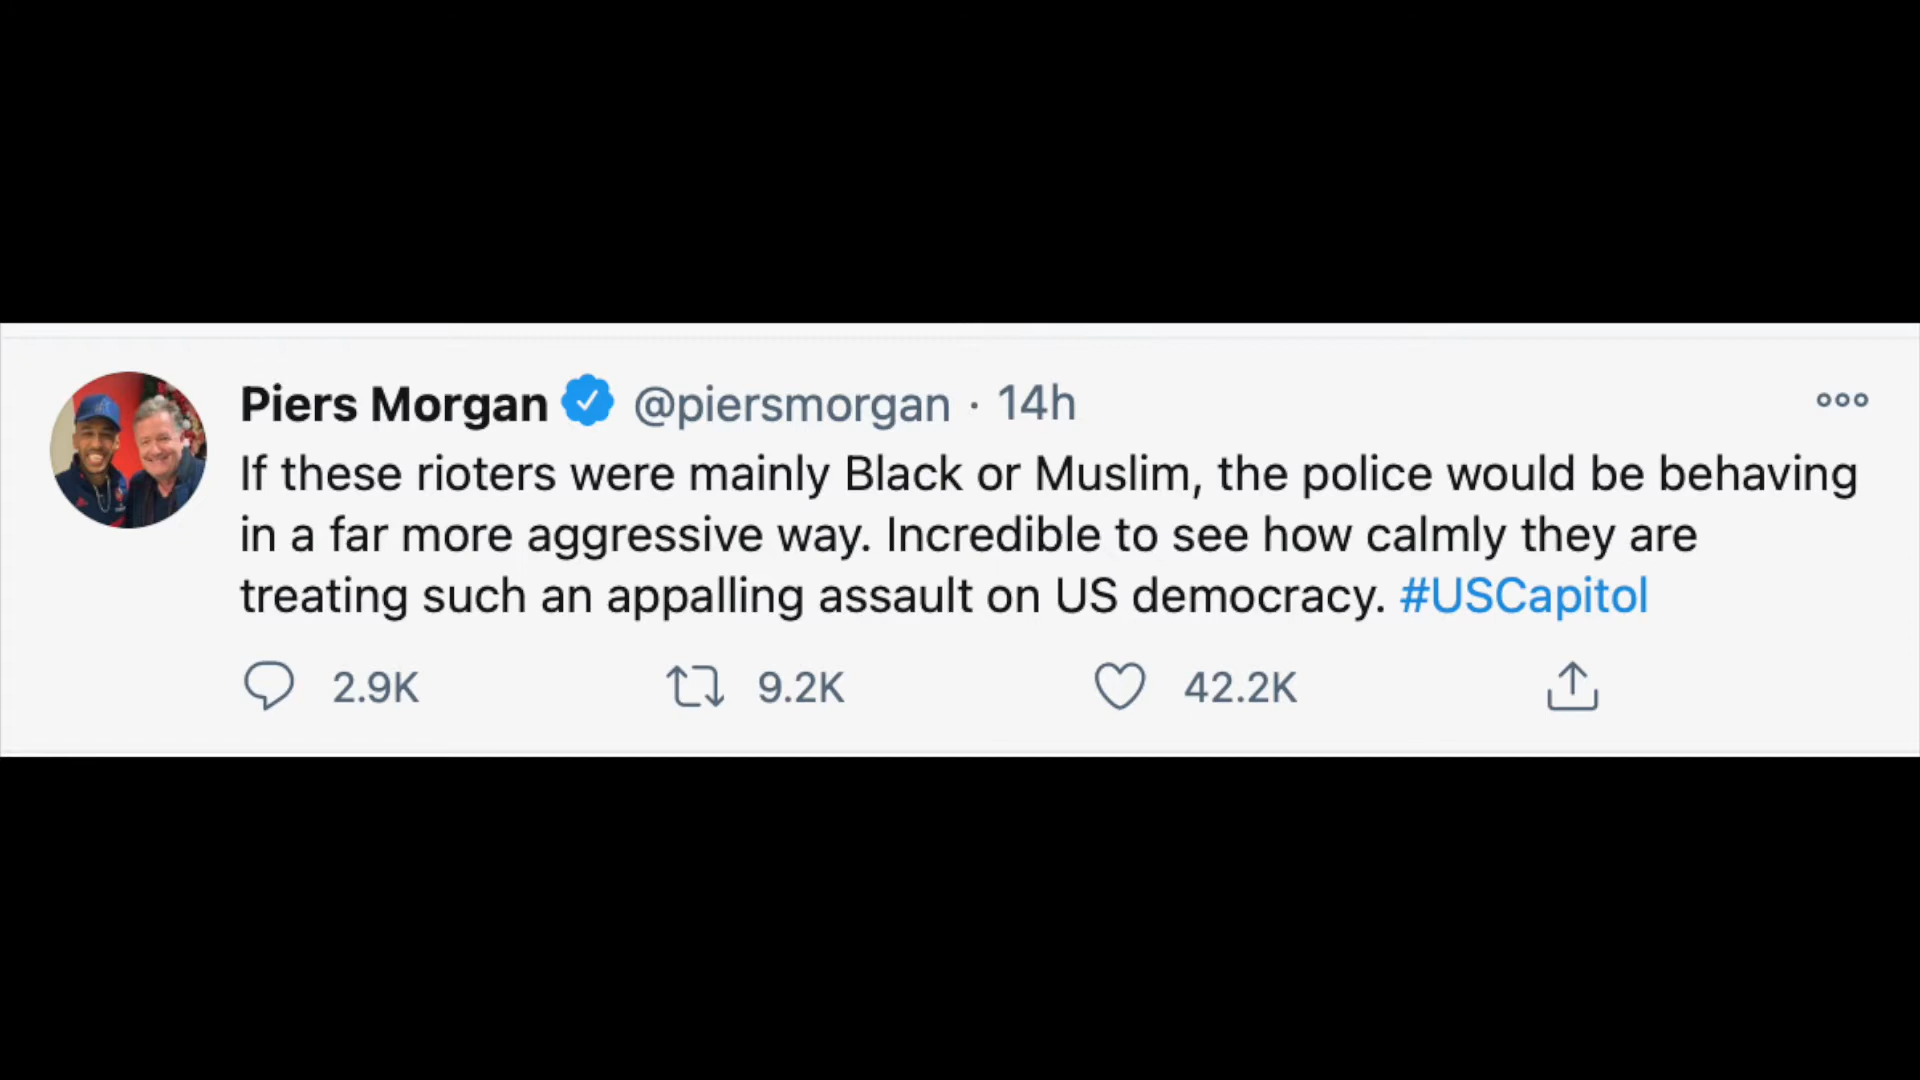 Piers Morgan @piersmorgan · 14h
If these rioters were mainly Black or Muslim, the police would be behaving
in a far more aggressive way. Incredible to see how calmly they are
treating such an appalling assault on US democracy. #USCapitol
2.9K 9.2K 42.2K